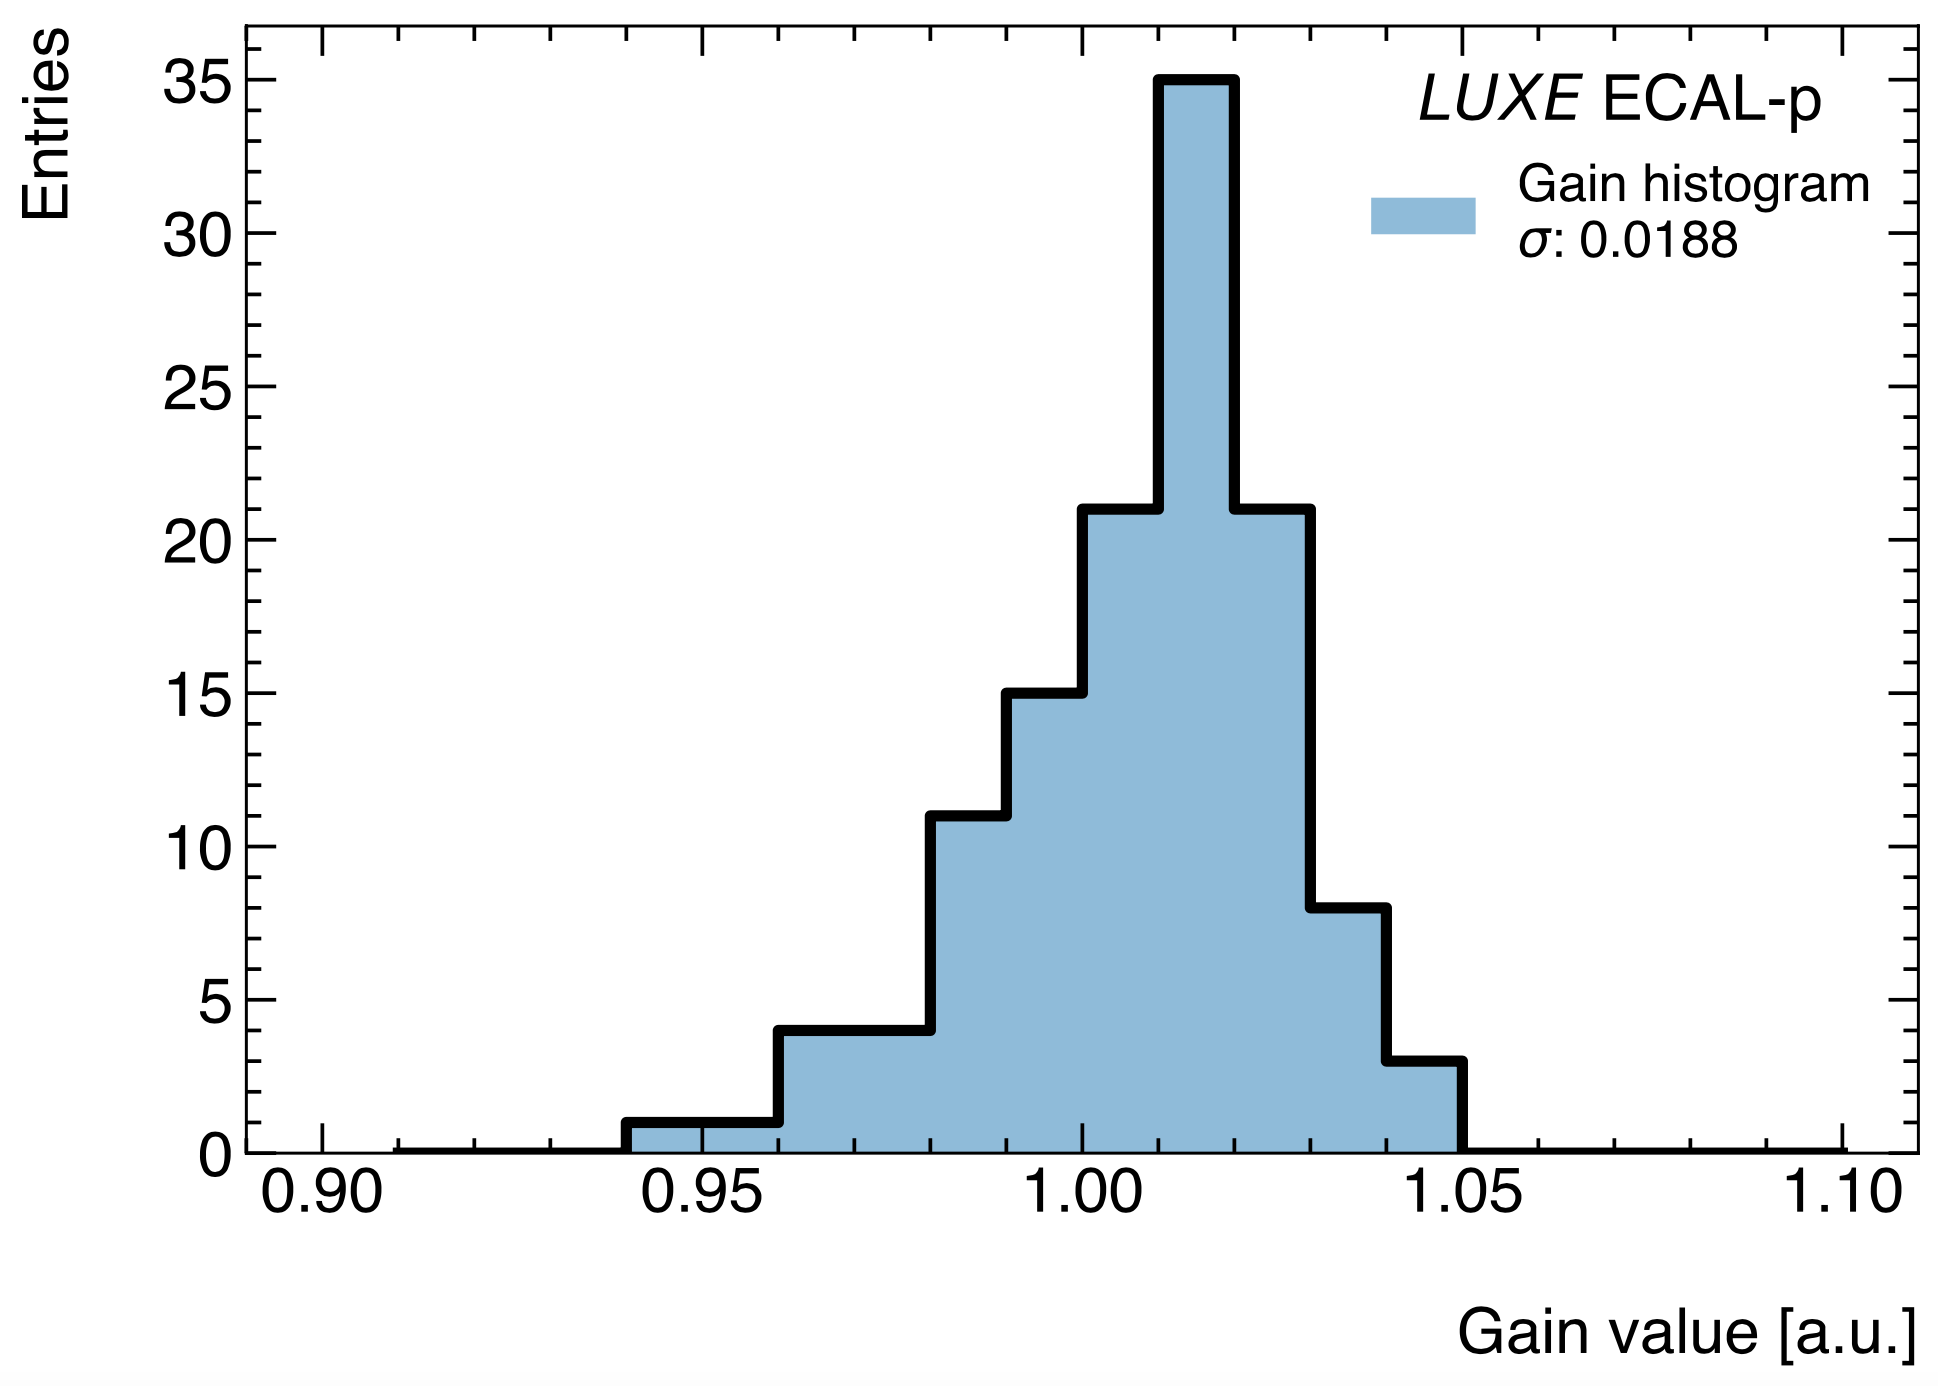 Entries
35
30
25
20
15
10
5
0
LUXE ECAL-p
Gain histogram
σ: 0.0188
0.90 0.95 1.00 1.05 1.10
Gain value [a.u.]